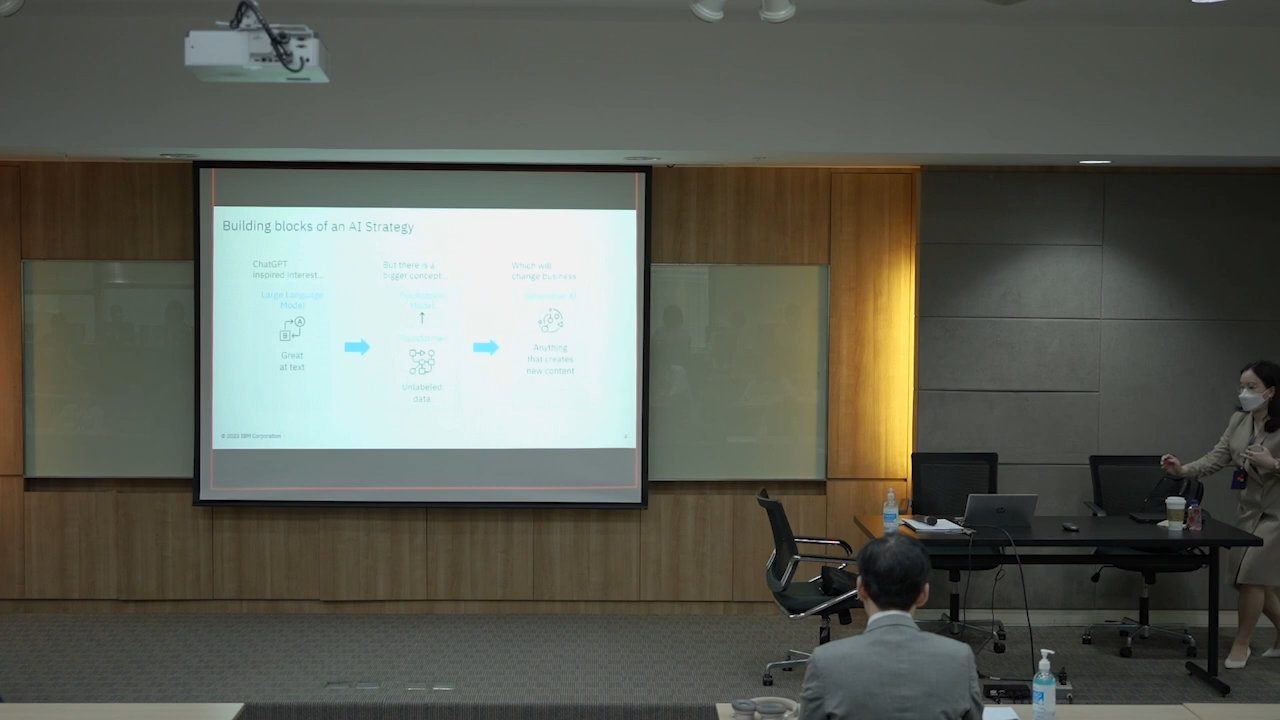 Building blocks of an AI Strategy
ChatGPT
inspired interest...
Large Language
Model
A
B
Great
at text
But there is a
bigger concept...
Model
Unlabeled
data
Which will
change business
Anything
that creates
new content
© 2023 IBM Corporation